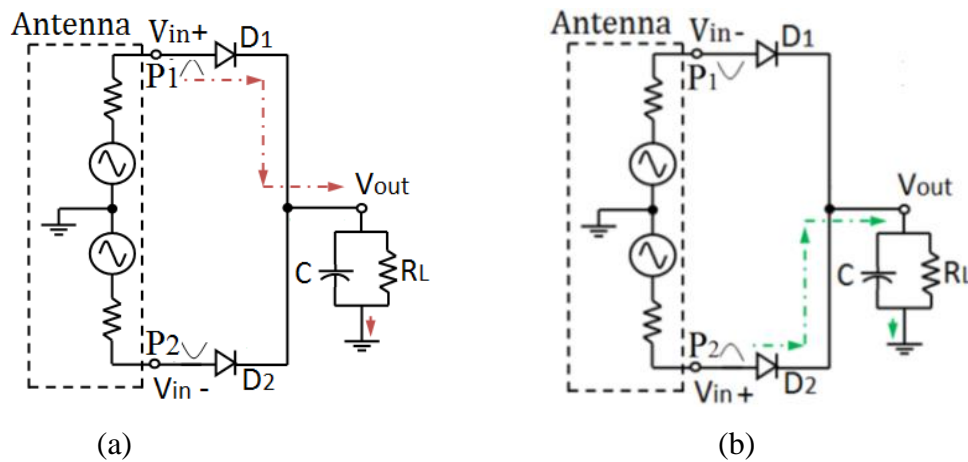 Antenna
Vin+
D1
P1
Vout
C
RL
P2
Vin -
D2
(a)
Antenna
Vin-
D1
P1
Vout
C
RL
P2
Vin +
D2
(b)